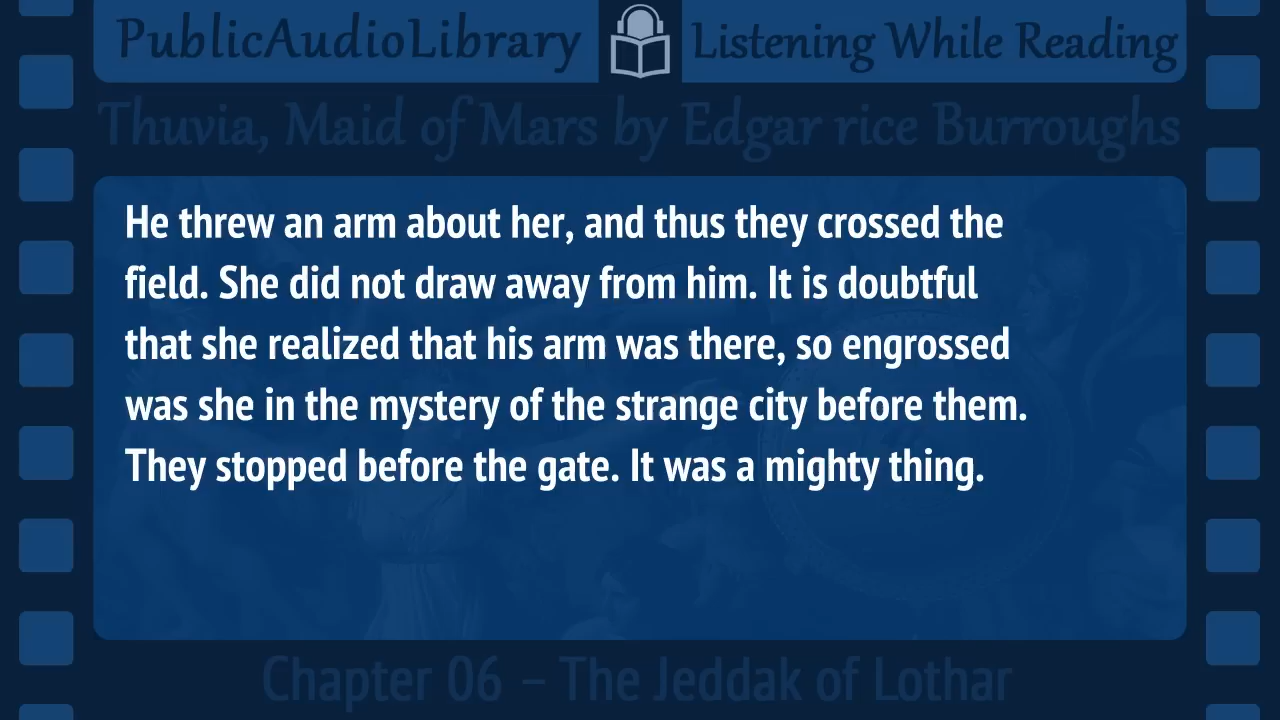 PublicAudioLibrary Listening While Reading
Thuvia, Maid of Mars by Edgar rice Burroughs
He threw an arm about her, and thus they crossed the
field. She did not draw away from him. It is doubtful
that she realized that his arm was there, so engrossed
was she in the mystery of the strange city before them.
They stopped before the gate. It was a mighty thing.
Chapter 06 – The Jeddak of Lothar